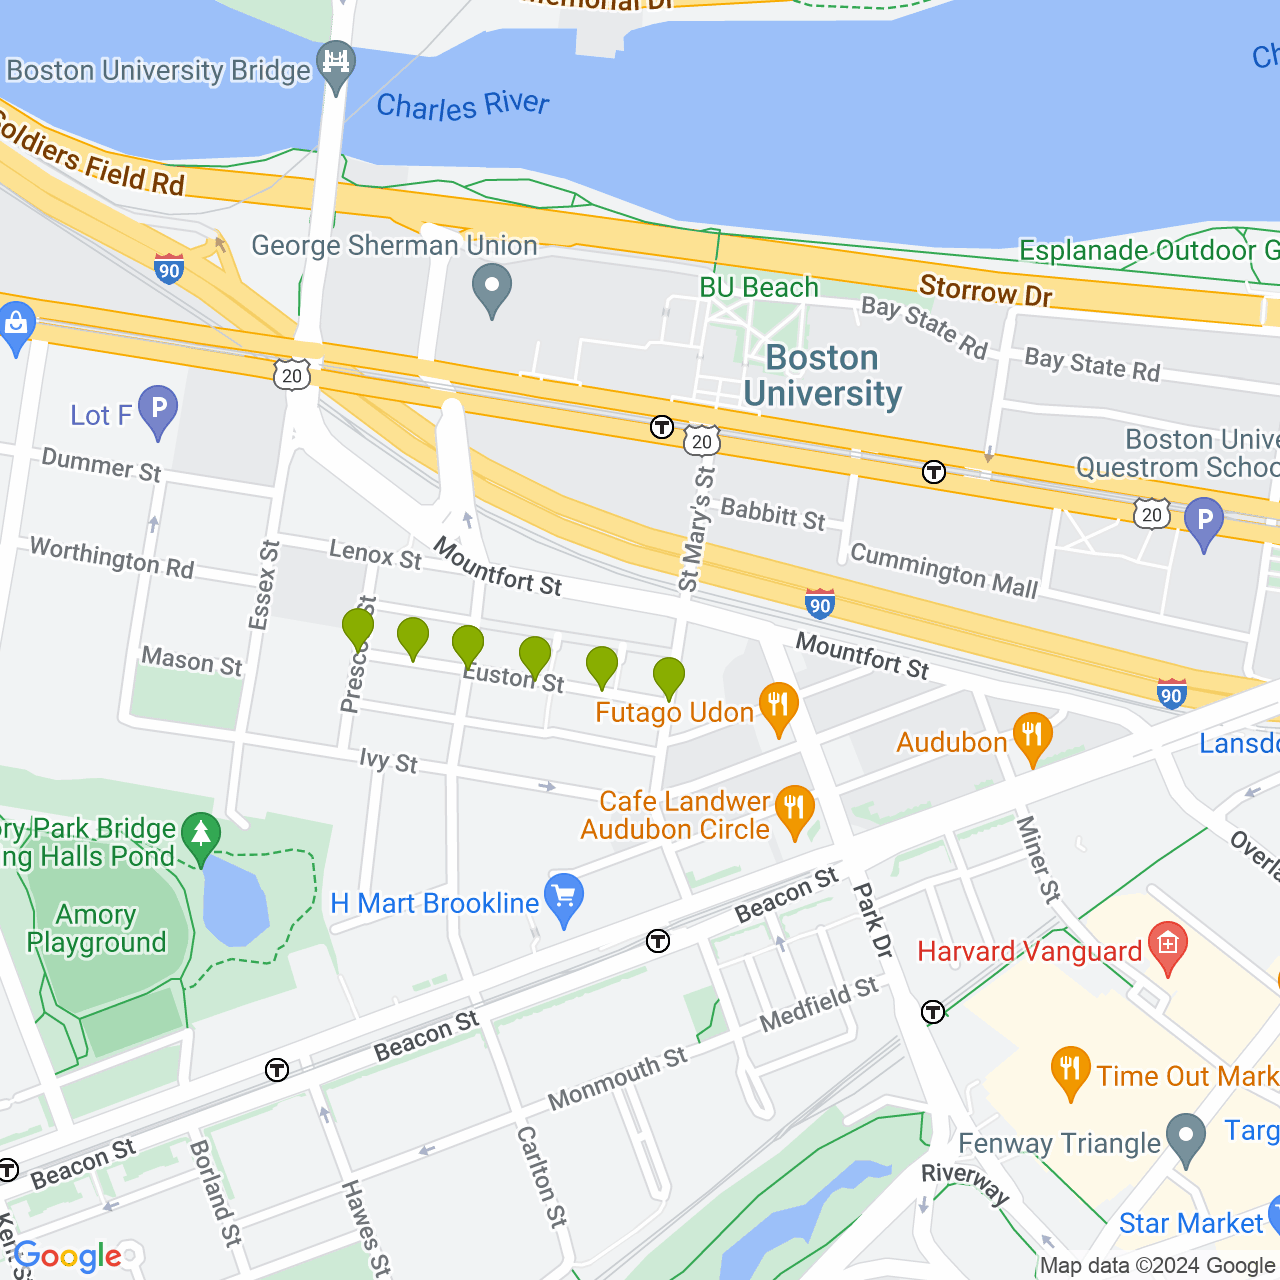 Memorial Dr
Boston University Bridge
Charles River
Soldiers Field Rd
George Sherman Union
Esplanade Outdoor G
90
BU Beach
Storrow Dr
Bay State Rd
Bay State Rd
Boston
University
20
Lot F
P
T
20
Boston Unive
Questrom Schoo
Dummer St
T
Babbitt St
20
P
St Mary's St
Worthington Rd
Essex St
Lenox St
Mountfort St
Cummington Mall
90
Prescott St
Mason St
Euston St
Mountfort St
90
Futago Udon
Audubon
Lansdo
Ivy St
Cafe Landwer
Audubon Circle
ory Park Bridge
ng Halls Pond
Miner St
Overla
H Mart Brookline
Beacon St
Park Dr
Amory
Playground
T
Harvard Vanguard
Medfield St
T
Beacon St
T
Monmouth St
Time Out Mark
Targ
Fenway Triangle
Beacon St
T
Borland St
Carlton St
Riverway
Hawes St
Kent St
Star Market
Google
Map data ©2024 Google